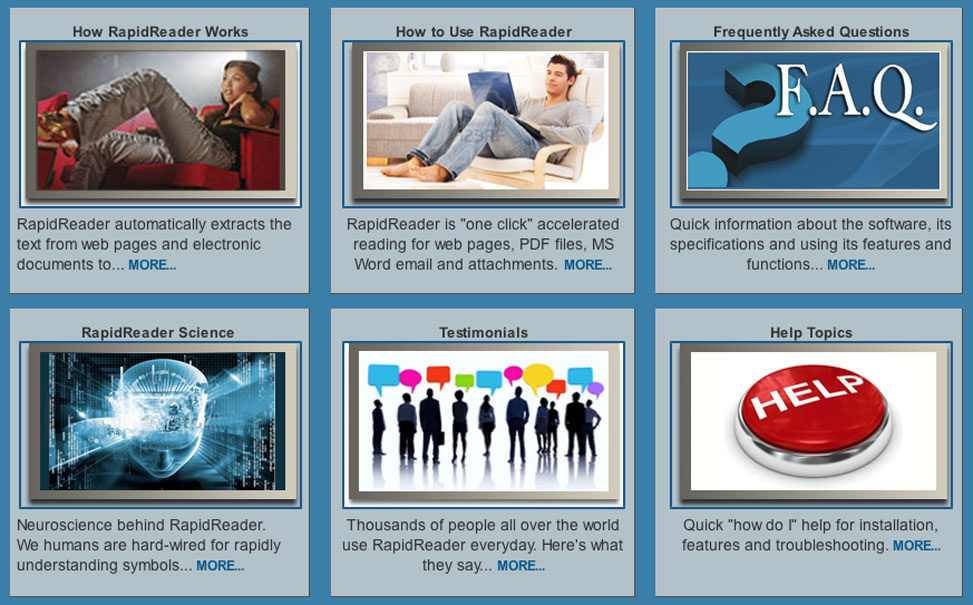 How RapidReader Works
RapidReader automatically extracts the
text from web pages and electronic
documents to... MORE...
How to Use RapidReader
RapidReader is "one click" accelerated
reading for web pages, PDF files, MS
Word email and attachments. MORE...
Frequently Asked Questions
F.A.Q.
Quick information about the software, its
specifications and using its features and
functions... MORE...
RapidReader Science
Neuroscience behind RapidReader.
We humans are hard-wired for rapidly
understanding symbols... MORE...
Testimonials
Thousands of people all over the world
use RapidReader everyday. Here's what
they say... MORE...
Help Topics
HELP
Quick "how do I" help for installation,
features and troubleshooting. MORE...